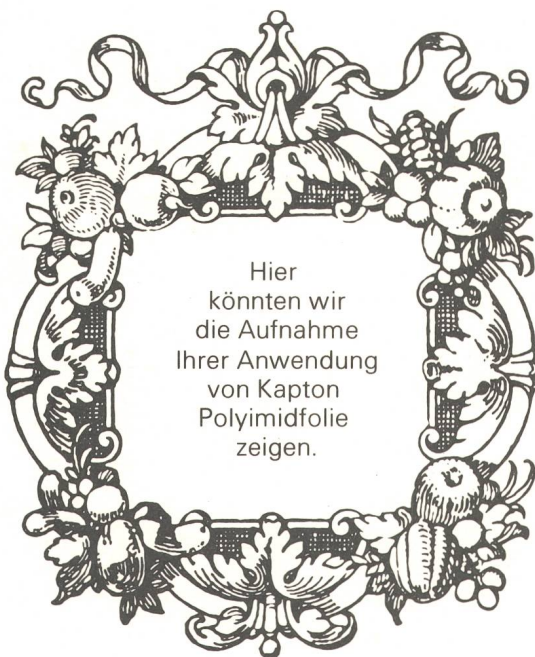 Hier
könnten wir
die Aufnahme
Ihrer Anwendung
von Kapton
Polyimidfolie
zeigen.